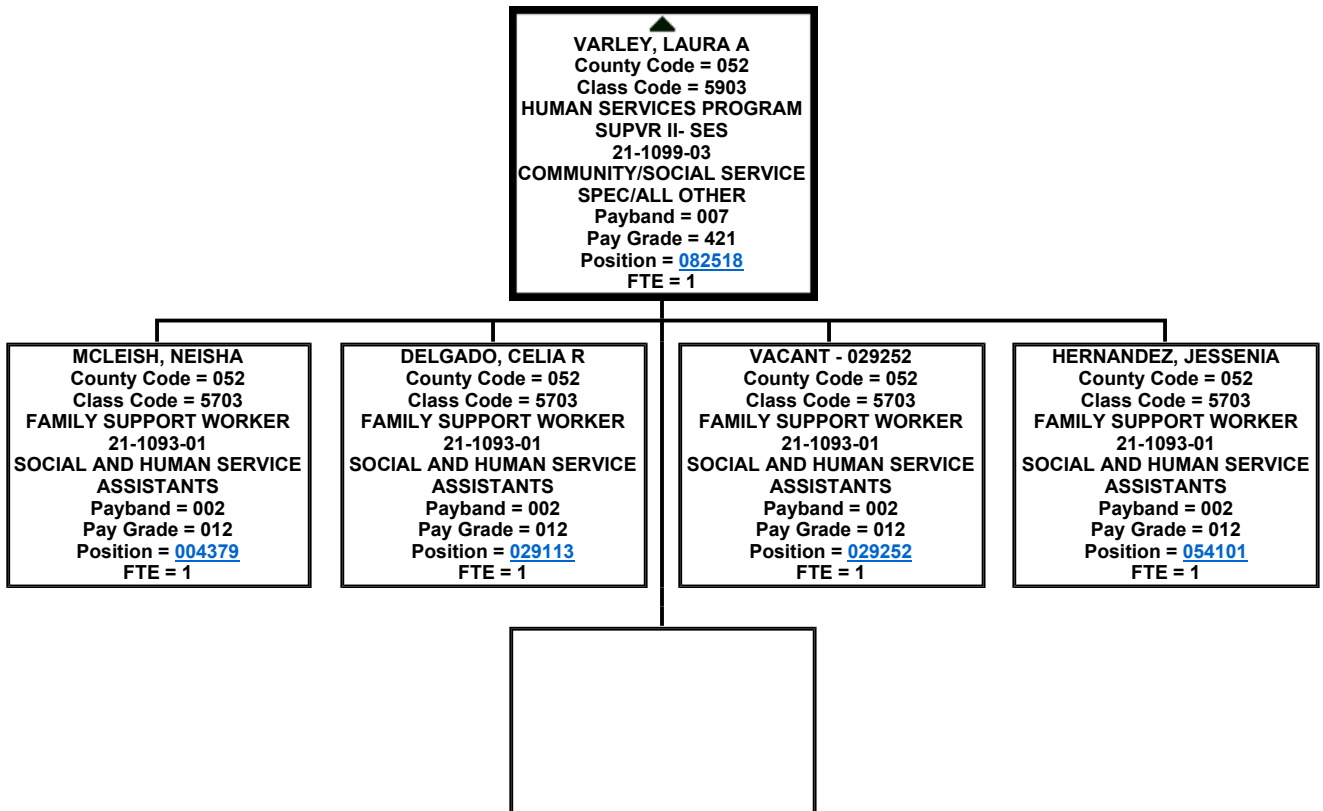 VARLEY, LAURA A
County Code = 052
Class Code = 5903
HUMAN SERVICES PROGRAM
SUPVR II- SES
21-1099-03
COMMUNITY/SOCIAL SERVICE
SPEC/ALL OTHER
Payband = 007
Pay Grade = 421
Position = 082518
FTE = 1
MCLEISH, NEISHA
County Code = 052
Class Code = 5703
FAMILY SUPPORT WORKER
21-1093-01
SOCIAL AND HUMAN SERVICE
ASSISTANTS
Payband = 002
Pay Grade = 012
Position = 004379
FTE = 1
DELGADO, CELIA R
County Code = 052
Class Code = 5703
FAMILY SUPPORT WORKER
21-1093-01
SOCIAL AND HUMAN SERVICE
ASSISTANTS
Payband = 002
Pay Grade = 012
Position = 029113
FTE = 1
VACANT - 029252
County Code = 052
Class Code = 5703
FAMILY SUPPORT WORKER
21-1093-01
SOCIAL AND HUMAN SERVICE
ASSISTANTS
Payband = 002
Pay Grade = 012
Position = 029252
FTE = 1
HERNANDEZ, JESSENIA
County Code = 052
Class Code = 5703
FAMILY SUPPORT WORKER
21-1093-01
SOCIAL AND HUMAN SERVICE
ASSISTANTS
Payband = 002
Pay Grade = 012
Position = 054101
FTE = 1